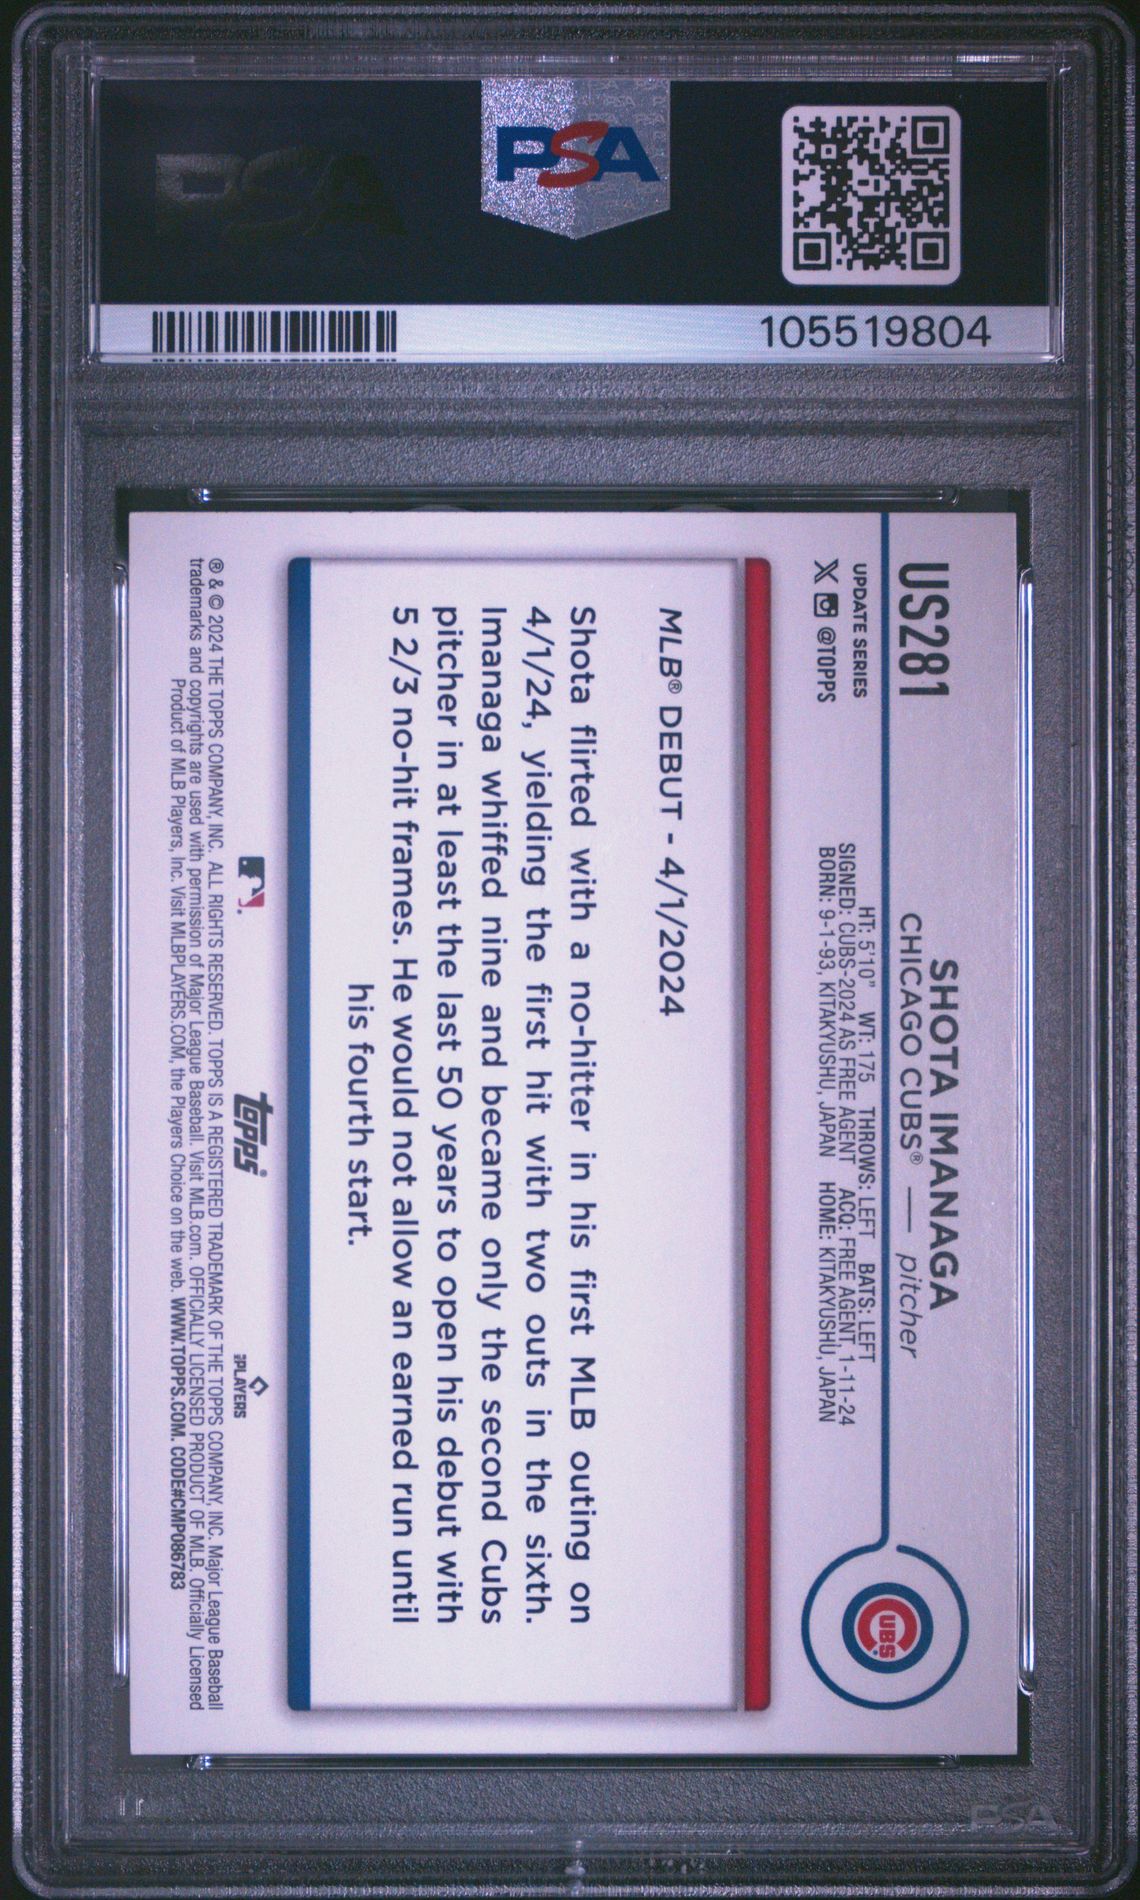 PSA
105519804
US281
SHOTA IMANAGA
CHICAGO CUBS® — pitcher
UPDATE SERIES
X @TOPPS
HT: 5'10" WT: 175 THROWS: LEFT BATS: LEFT
SIGNED: CUBS-2024 AS FREE AGENT ACQ: FREE AGENT, 1-11-24
BORN: 9-1-93, KITAKYUSHU, JAPAN HOME: KITAKYUSHU, JAPAN
CUBS
MLB® DEBUT - 4/1/2024
Shota flirted with a no-hitter in his first MLB outing on
4/1/24, yielding the first hit with two outs in the sixth.
Imanaga whiffed nine and became only the second Cubs
pitcher in at least the last 50 years to open his debut with
5 2/3 no-hit frames. He would not allow an earned run until
his fourth start.
topps®
PLAYERS
® & © 2024 THE TOPPS COMPANY, INC. ALL RIGHTS RESERVED. TOPPS IS A REGISTERED TRADEMARK OF THE TOPPS COMPANY, INC. Major League Baseball
trademarks and copyrights are used with permission of Major League Baseball. Visit MLB.com. OFFICIALLY LICENSED PRODUCT OF MLB. Officially Licensed
Product of MLB Players, Inc. Visit MLBPLAYERS.COM, the Players Choice on the web. WWW.TOPPS.COM. CODE#CMP086783
PSA